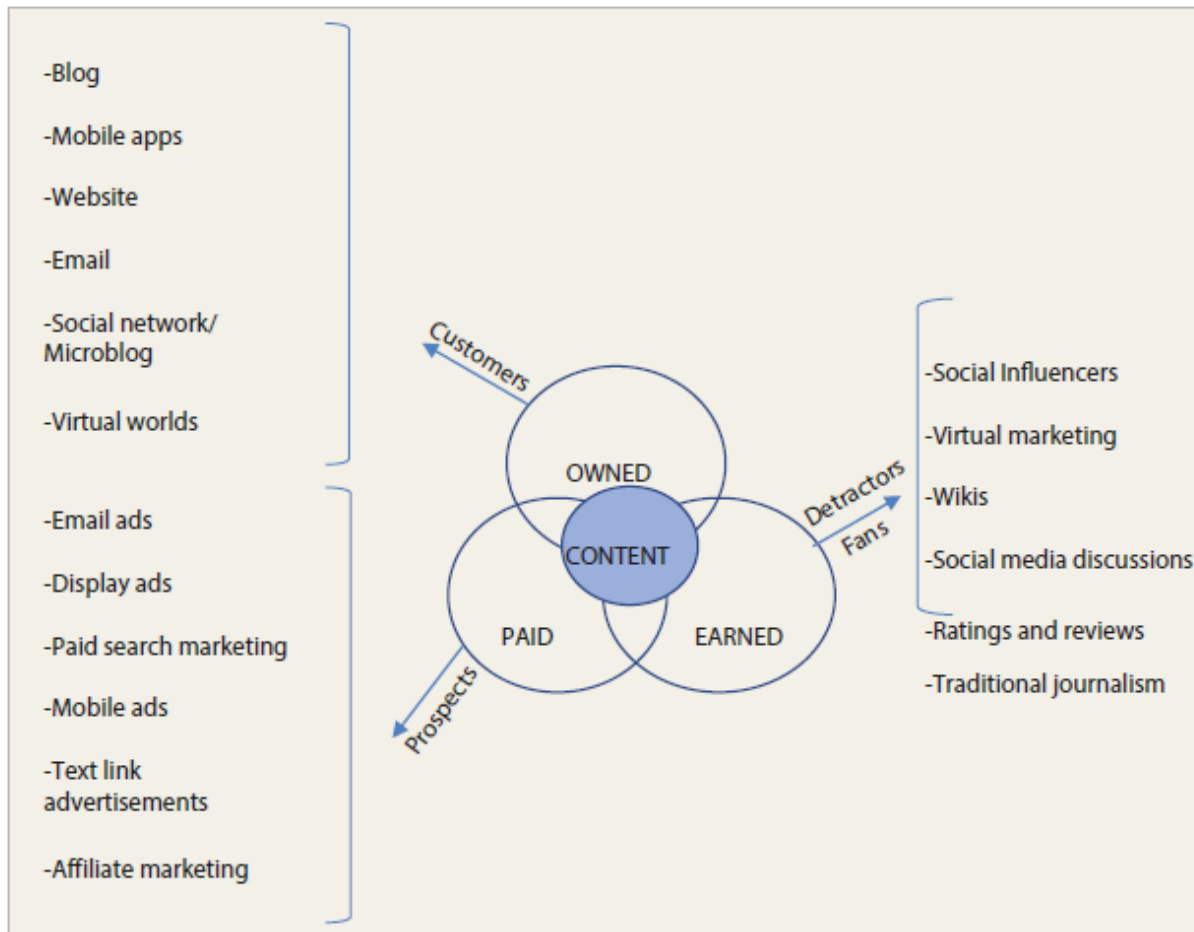 -Blog
-Mobile apps
-Website
-Email
-Social network/
Microblog
-Virtual worlds
-Email ads
-Display ads
-Paid search marketing
-Mobile ads
-Text link
advertisements
-Affiliate marketing
Customers
OWNED
CONTENT
PAID
EARNED
Prospects
Detractors
Fans
-Social Influencers
-Virtual marketing
-Wikis
-Social media discussions
-Ratings and reviews
-Traditional journalism